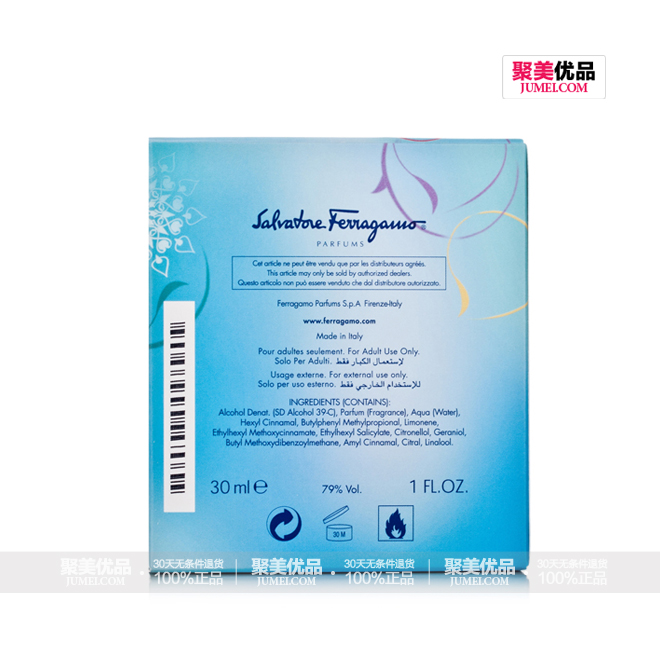 聚美优品
JUMEI.COM
Salvatore Ferragamo
PARFUMS
Cet article ne peut être vendu que par les distributeurs agréés.
This article may only be sold by authorized dealers.
Questo articolo non può essere venduto che dal distributore autorizzato.
Ferragamo Parfums S.p.A Firenze-Italy
www.ferragamo.com
Made in Italy
Pour adultes seulement. For Adult Use Only.
Solo Per Adulti. لإستعمال الكبار فقط.
Usage externe. For external use only.
Solo per uso esterno. للإستخدام الخارجي فقط.
INGREDIENTS (CONTAINS):
Alcohol Denat. (SD Alcohol 39-C), Parfum (Fragrance), Aqua (Water),
Hexyl Cinnamal, Butylphenyl Methylpropional, Limonene,
Ethylhexyl Methoxycinnamate, Ethylhexyl Salicylate, Citronellol, Geraniol,
Butyl Methoxydibenzoylmethane, Amyl Cinnamal, Citral, Linalool.
30 ml e 79% Vol. 1 FL.OZ.
30 M
聚美优品 30天无条件退货 聚美优品 30天无条件退货 聚美优品 30天无条件退货
JUMEI.COM 100%正品 JUMEI.COM 100%正品 JUMEI.COM 100%正品